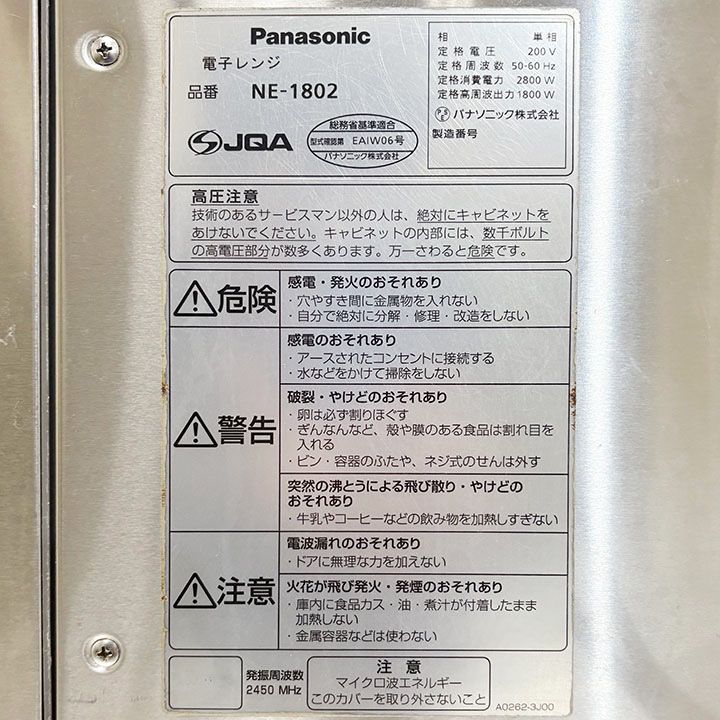 Panasonic
電子レンジ
品番 NE-1802
JQA
総務省基準適合
型式確認第 EAIW06号
パナソニック株式会社
相 単相
定格電圧 200 V
定格周波数 50-60 Hz
定格消費電力 2800 W
定格高周波出力 1800 W
パナソニック株式会社
製造番号
高圧注意
技術のあるサービスマン以外の人は、絶対にキャビネットを
あけないでください。キャビネットの内部には、数千ボルト
の高電圧部分が数多くあります。万一さわると危険です。
危険
感電・発火のおそれあり
・穴やすき間に金属物を入れない
・自分で絶対に分解・修理・改造をしない
警告
感電のおそれあり
・アースされたコンセントに接続する
・水などをかけて掃除をしない
破裂・やけどのおそれあり
・卵は必ず割りほぐす
・ぎんなんなど、殻や膜のある食品は割れ目を
入れる
・ビン・容器のふたや、ネジ式のせんは外す
突然の沸とうによる飛び散り・やけどの
おそれあり
・牛乳やコーヒーなどの飲み物を加熱しすぎない
注意
電波漏れのおそれあり
・ドアに無理な力を加えない
火花が飛び発火・発煙のおそれあり
・庫内に食品カス・油・煮汁が付着したまま
加熱しない
・金属容器などは使わない
発振周波数
2450 MHz
注意
マイクロ波エネルギー
このカバーを取り外さないこと
A0262-3J00